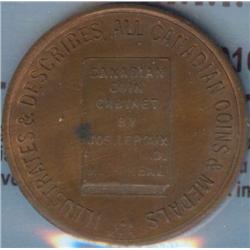 ILLUSTRATES & DESCRIBES ALL CANADIAN COINS & MEDALS
CANADIAN
COIN
CABINET
BY
JOS. LEROUX